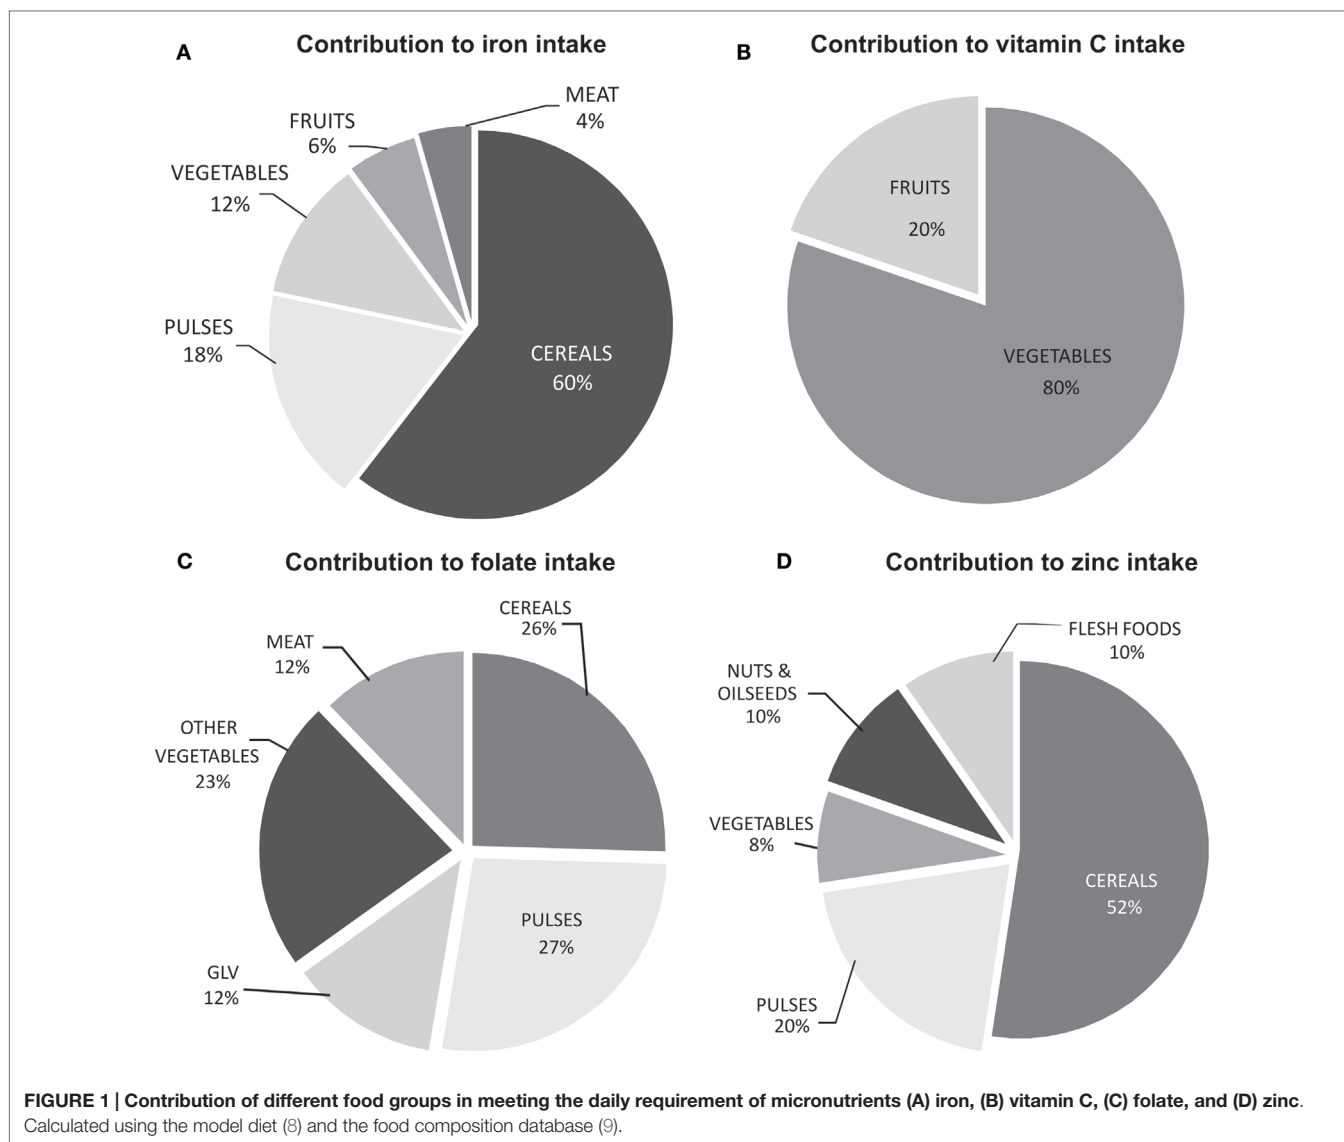 A
Contribution to iron intake
MEAT
4%
FRUITS
6%
VEGETABLES
12%
PULSES
18%
CEREALS
60%
B
Contribution to vitamin C intake
FRUITS
20%
VEGETABLES
80%
C
Contribution to folate intake
CEREALS
26%
MEAT
12%
OTHER
VEGETABLES
23%
PULSES
27%
GLV
12%
D
Contribution to zinc intake
FLESH FOODS
10%
NUTS &
OILSEEDS
10%
VEGETABLES
8%
CEREALS
52%
PULSES
20%
FIGURE 1 | Contribution of different food groups in meeting the daily requirement of micronutrients (A) iron, (B) vitamin C, (C) folate, and (D) zinc.
Calculated using the model diet (8) and the food composition database (9).